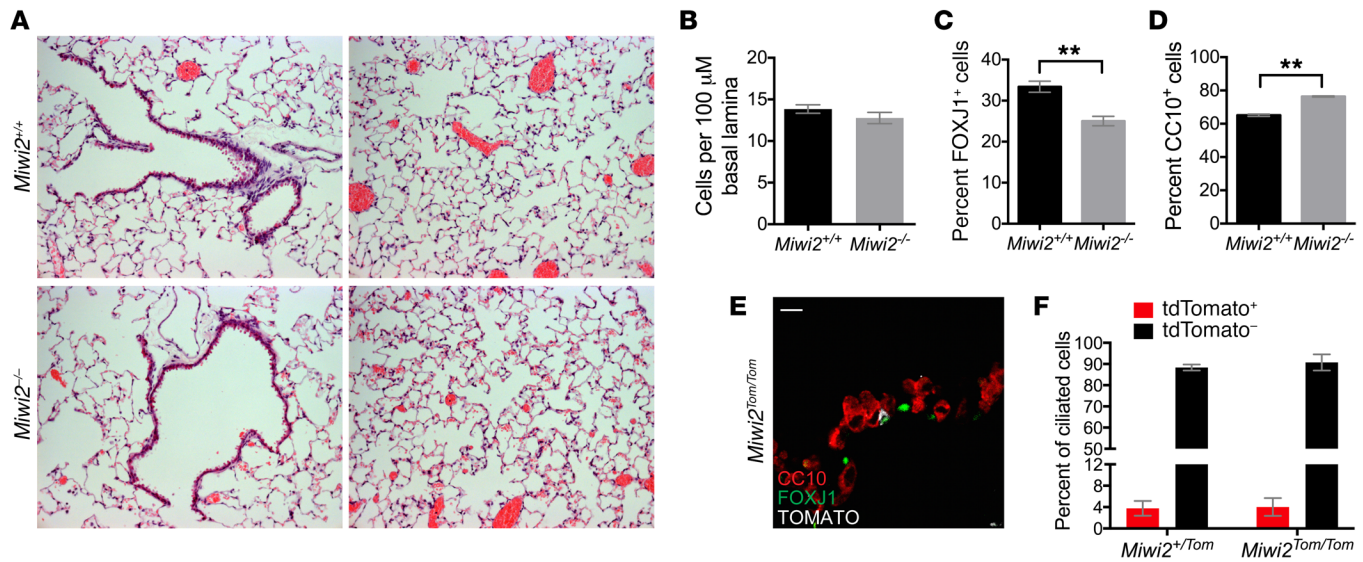 A
Miwi2+/+
Miwi2-/-
B
Cells per 100 μM
basal lamina
20
15
10
5
0
Miwi2+/+ Miwi2-/-
C
Percent FOXJ1+ cells
40
30
20
10
0
**
Miwi2+/+ Miwi2-/-
D
Percent CC10+ cells
100
80
60
40
20
0
**
Miwi2+/+ Miwi2-/-
E
Miwi2Tom/Tom
CC10
FOXJ1
TOMATO
F
tdTomato+
tdTomato–
Percent of ciliated cells
100
90
80
70
60
50
12
8
4
0
Miwi2+/Tom Miwi2Tom/Tom